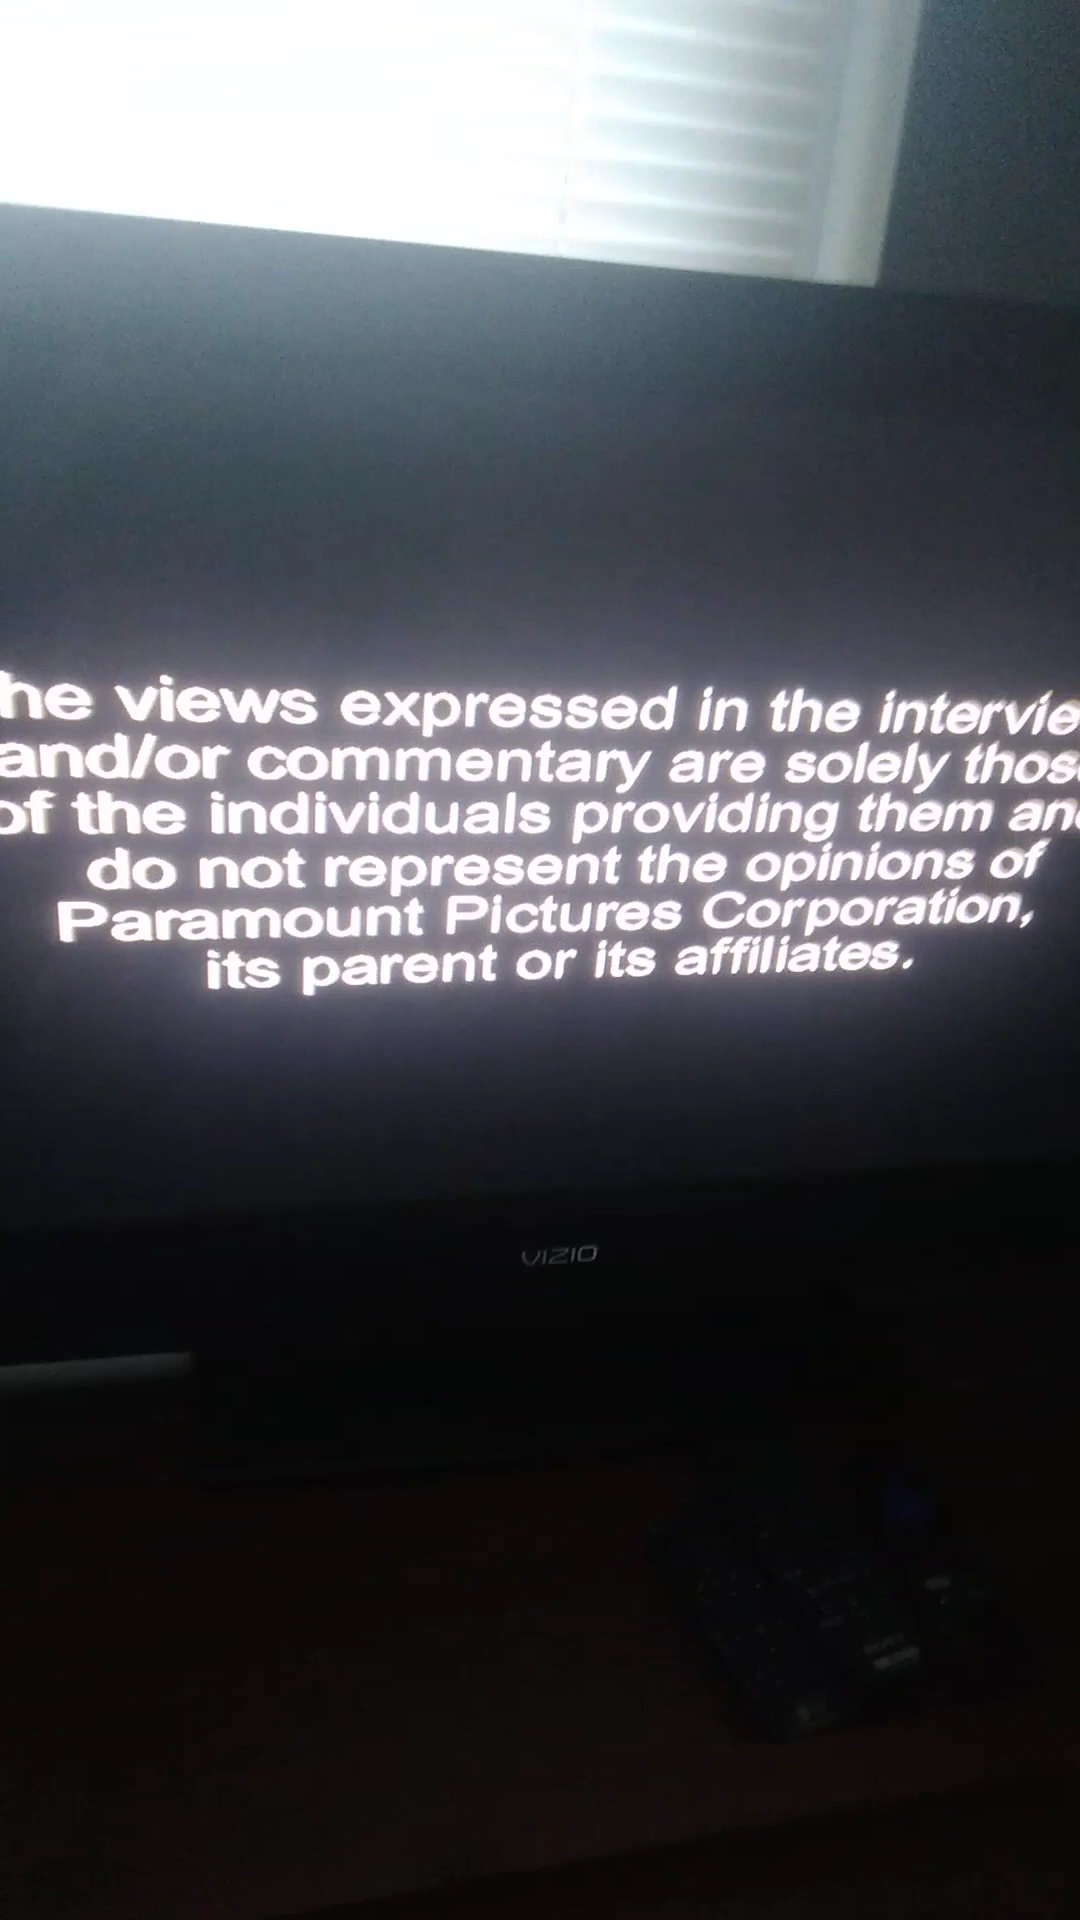 he views expressed in the intervie
and/or commentary are solely thos
of the individuals providing them an
do not represent the opinions of
Paramount Pictures Corporation,
its parent or its affiliates.
VIZIO